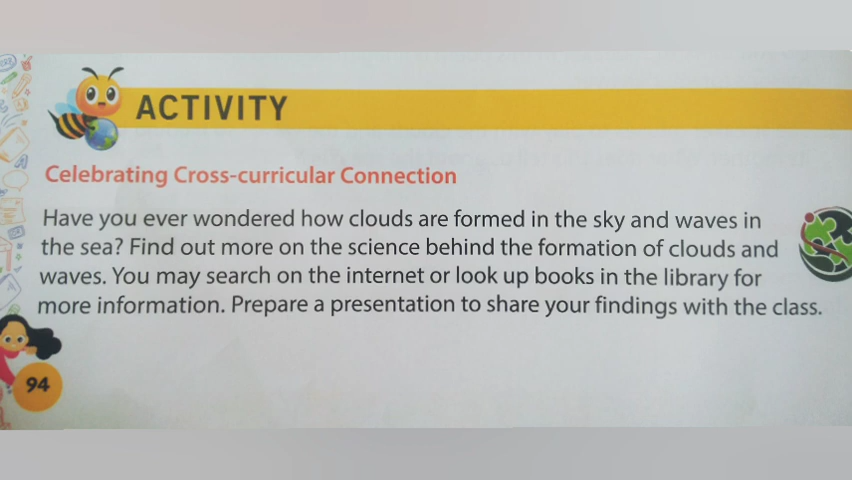 ACTIVITY
Celebrating Cross-curricular Connection
Have you ever wondered how clouds are formed in the sky and waves in
the sea? Find out more on the science behind the formation of clouds and
waves. You may search on the internet or look up books in the library for
more information. Prepare a presentation to share your findings with the class.
94